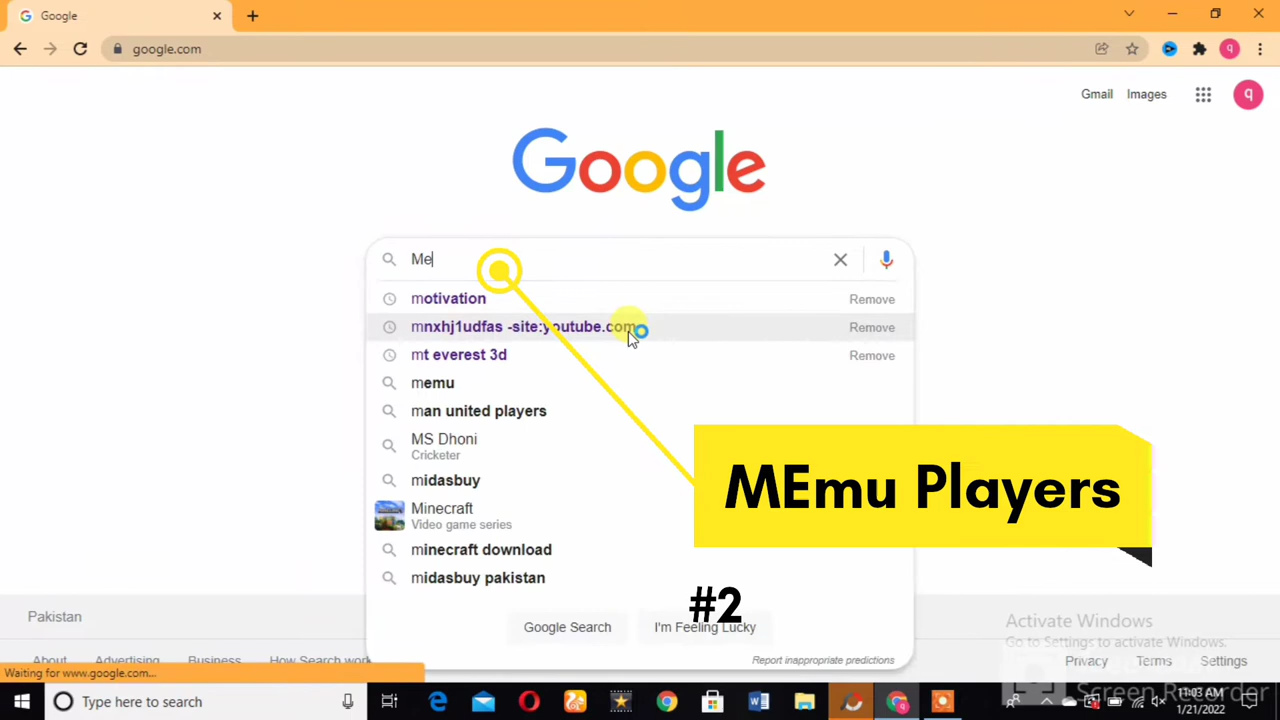 Google
google.com
Gmail
Images
q
Google
Me
motivation
Remove
mnxhj1udfas -site:youtube.com
Remove
mt everest 3d
Remove
memu
man united players
MS Dhoni
Cricketer
midasbuy
Minecraft
Video game series
minecraft download
midasbuy pakistan
MEmu Players
#2
Google Search
I'm Feeling Lucky
Report inappropriate predictions
Pakistan
About
Advertising
Business
How Search
Privacy
Terms
Settings
Activate Windows
Go to Settings to activate Windows.
Screen Recorder
Waiting for www.google.com...
Type here to search
11:03 AM
1/21/2022